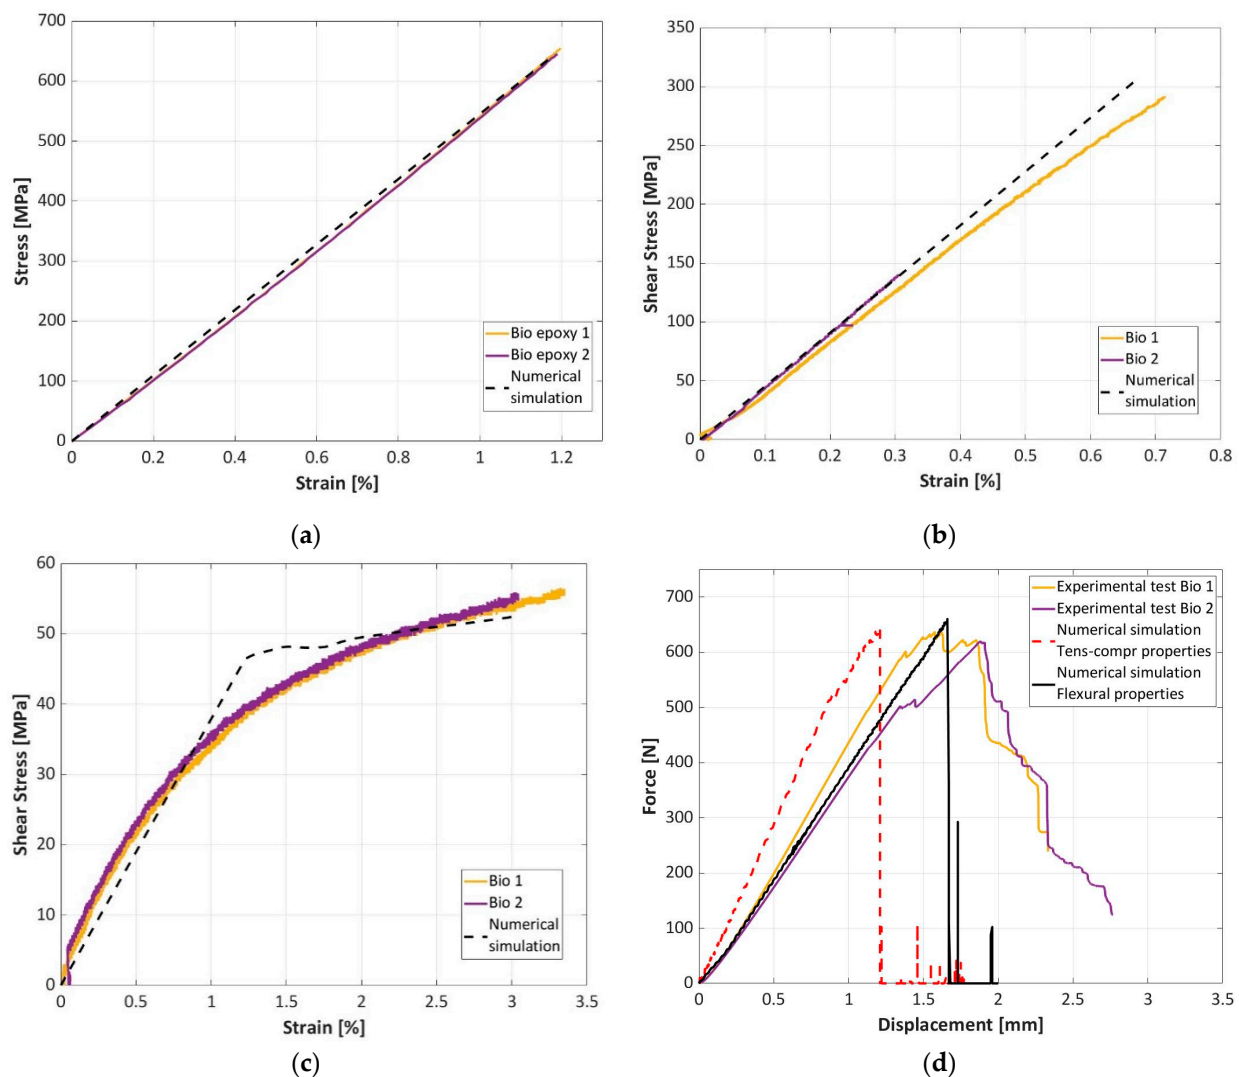 700
600
500
400
300
200
100
0
Stress [MPa]
0 0.2 0.4 0.6 0.8 1 1.2
Strain [%]
Bio epoxy 1
Bio epoxy 2
Numerical
simulation
(a)
350
300
250
200
150
100
50
0
Shear Stress [MPa]
0 0.1 0.2 0.3 0.4 0.5 0.6 0.7 0.8
Strain [%]
Bio 1
Bio 2
Numerical
simulation
(b)
60
50
40
30
20
10
0
Shear Stress [MPa]
0 0.5 1 1.5 2 2.5 3 3.5
Strain [%]
Bio 1
Bio 2
Numerical
simulation
(c)
700
600
500
400
300
200
100
0
Force [N]
0 0.5 1 1.5 2 2.5 3 3.5
Displacement [mm]
Experimental test Bio 1
Experimental test Bio 2
Numerical simulation
Tens-compr properties
Numerical simulation
Flexural properties
(d)